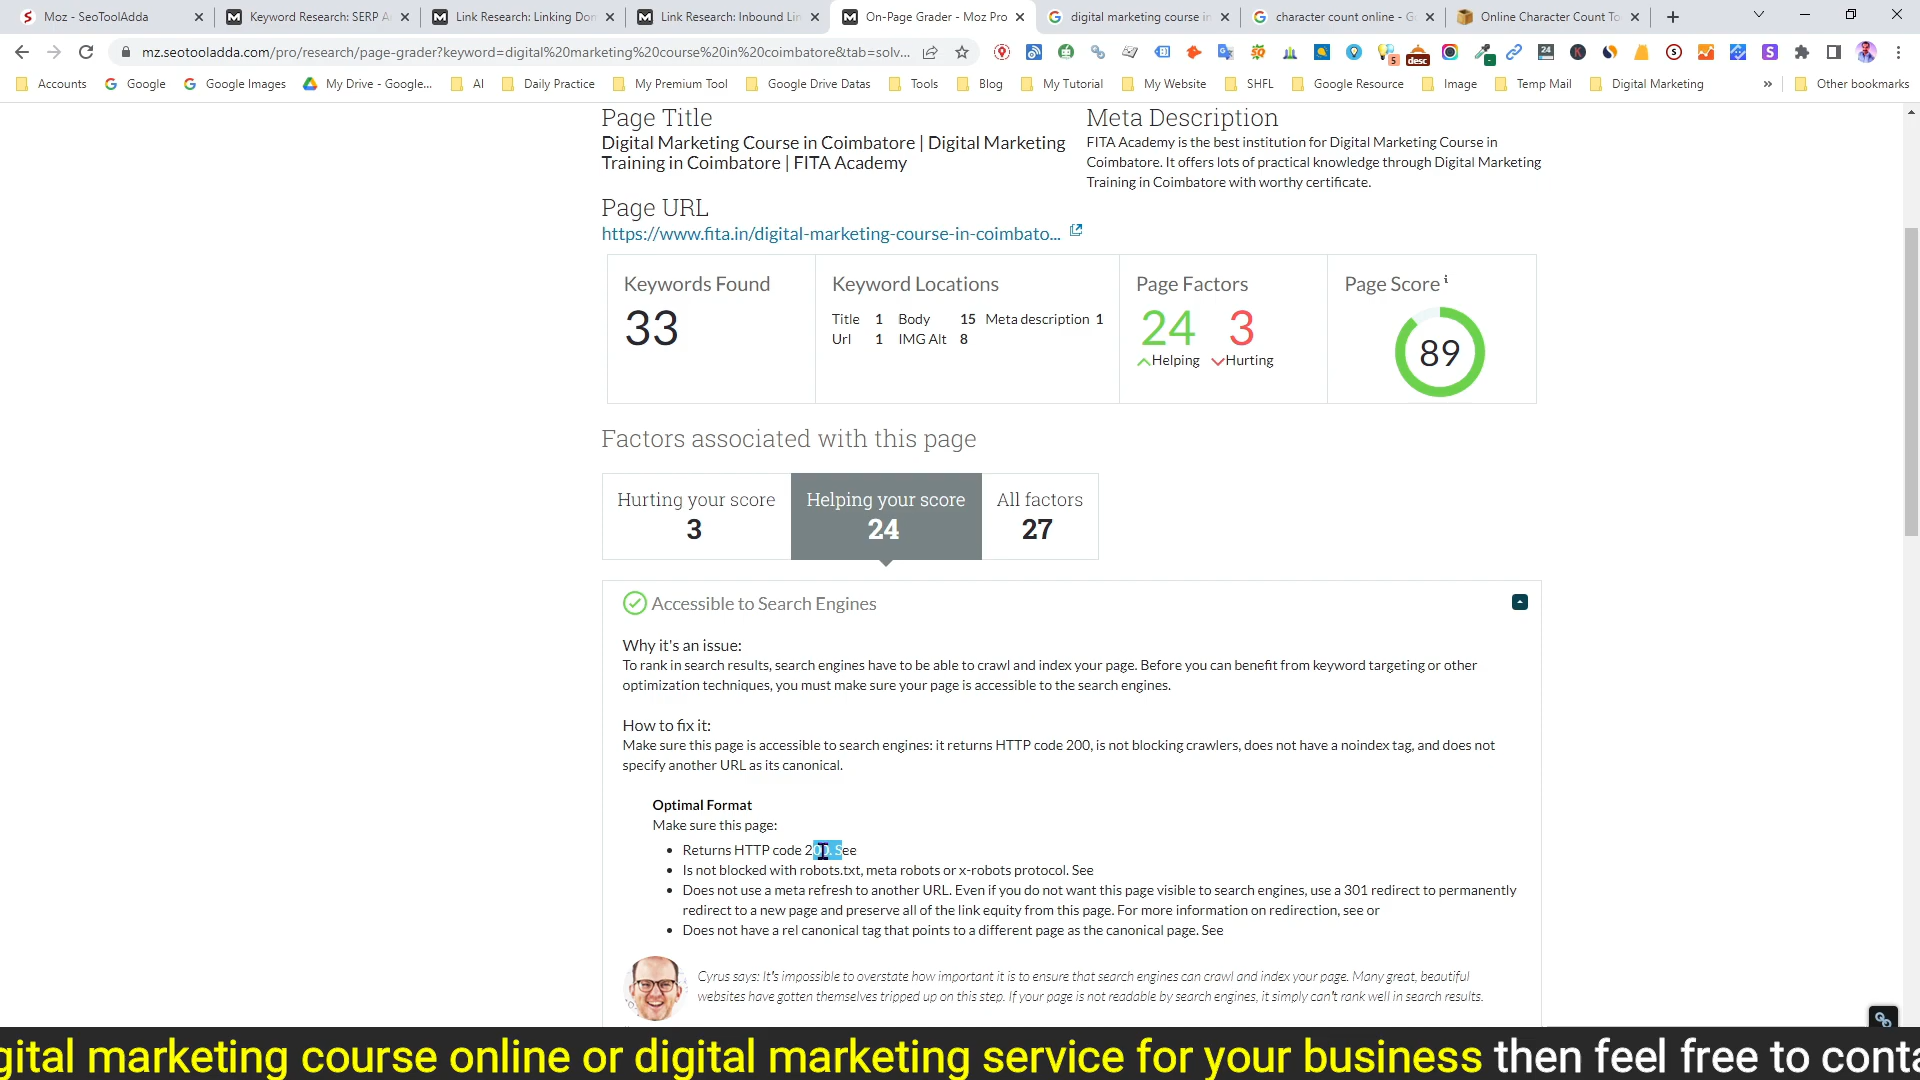 Moz - SeoToolAdda
Keyword Research: SERP A
Link Research: Linking Don
Link Research: Inbound Lin
On-Page Grader - Moz Pro
digital marketing course in
character count online - G
Online Character Count To
mz.seotooladda.com/pro/research/page-grader?keyword=digital%20marketing%20course%20in%20coimbatore&tab=solv...
5
desc
24
Accounts
Google
Google Images
My Drive - Google...
AI
Daily Practice
My Premium Tool
Google Drive Datas
Tools
Blog
My Tutorial
My Website
SHFL
Google Resource
Image
Temp Mail
Digital Marketing
»
Other bookmarks
Page Title
Digital Marketing Course in Coimbatore | Digital Marketing
Training in Coimbatore | FITA Academy
Meta Description
FITA Academy is the best institution for Digital Marketing Course in
Coimbatore. It offers lots of practical knowledge through Digital Marketing
Training in Coimbatore with worthy certificate.
Page URL
https://www.fita.in/digital-marketing-course-in-coimbato...
Keywords Found
33
Keyword Locations
Title 1 Body 15 Meta description 1
Url 1 IMG Alt 8
Page Factors
24 3
Helping Hurting
Page Score i
89
Factors associated with this page
Hurting your score
3
Helping your score
24
All factors
27
Accessible to Search Engines
Why it's an issue:
To rank in search results, search engines have to be able to crawl and index your page. Before you can benefit from keyword targeting or other
optimization techniques, you must make sure your page is accessible to the search engines.
How to fix it:
Make sure this page is accessible to search engines: it returns HTTP code 200, is not blocking crawlers, does not have a noindex tag, and does not
specify another URL as its canonical.
Optimal Format
Make sure this page:
• Returns HTTP code 200. See
• Is not blocked with robots.txt, meta robots or x-robots protocol. See
• Does not use a meta refresh to another URL. Even if you do not want this page visible to search engines, use a 301 redirect to permanently
redirect to a new page and preserve all of the link equity from this page. For more information on redirection, see or
• Does not have a rel canonical tag that points to a different page as the canonical page. See
Cyrus says: It's impossible to overstate how important it is to ensure that search engines can crawl and index your page. Many great, beautiful
websites have gotten themselves tripped up on this step. If your page is not readable by search engines, it simply can't rank well in search results.
gital marketing course online or digital marketing service for your business then feel free to conta